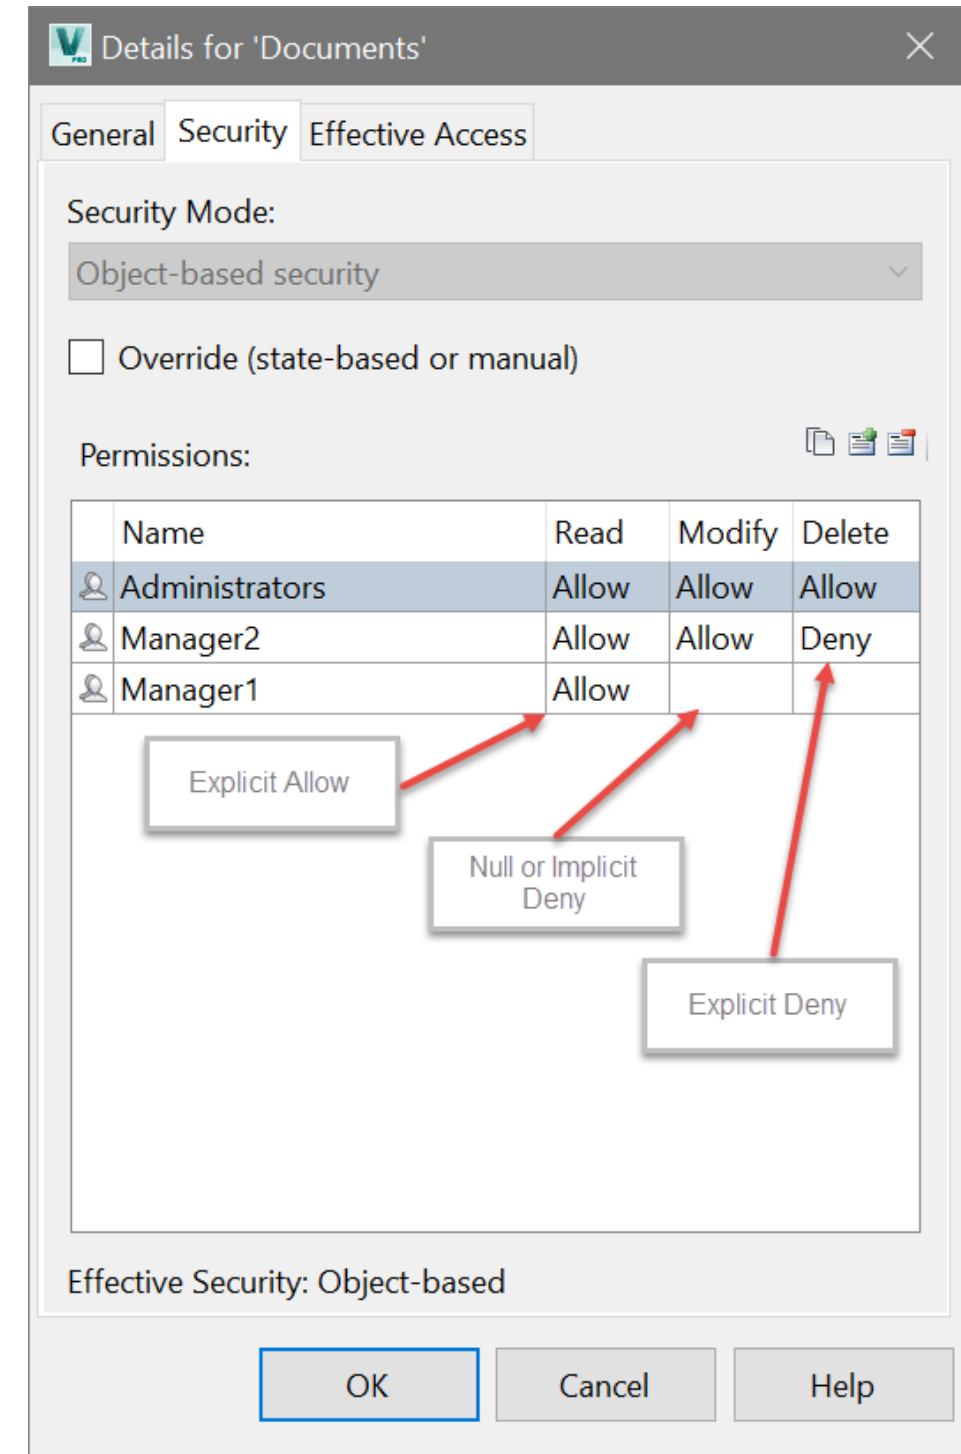 Details for 'Documents'
General Security Effective Access
Security Mode:
Object-based security
Override (state-based or manual)
Permissions:
Name Read Modify Delete
Administrators Allow Allow Allow
Manager2 Allow Allow Deny
Manager1 Allow
Explicit Allow
Null or Implicit
Deny
Explicit Deny
Effective Security: Object-based
OK Cancel Help